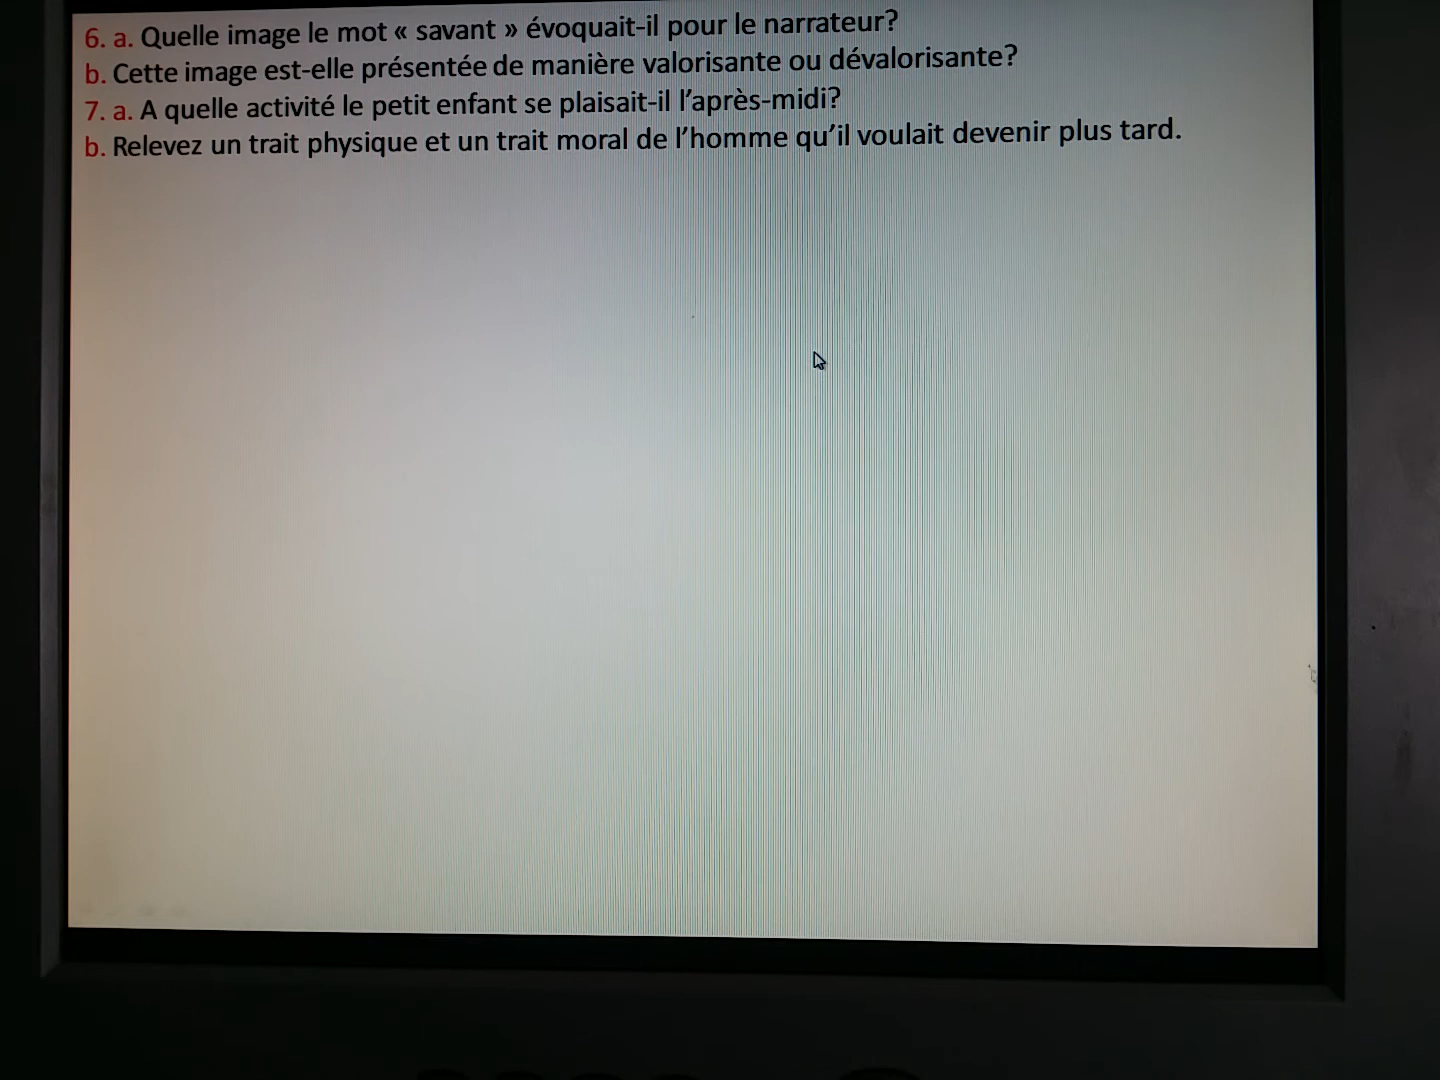 6. a. Quelle image le mot « savant » évoquait-il pour le narrateur?
b. Cette image est-elle présentée de manière valorisante ou dévalorisante?
7. a. A quelle activité le petit enfant se plaisait-il l’après-midi?
b. Relevez un trait physique et un trait moral de l’homme qu’il voulait devenir plus tard.